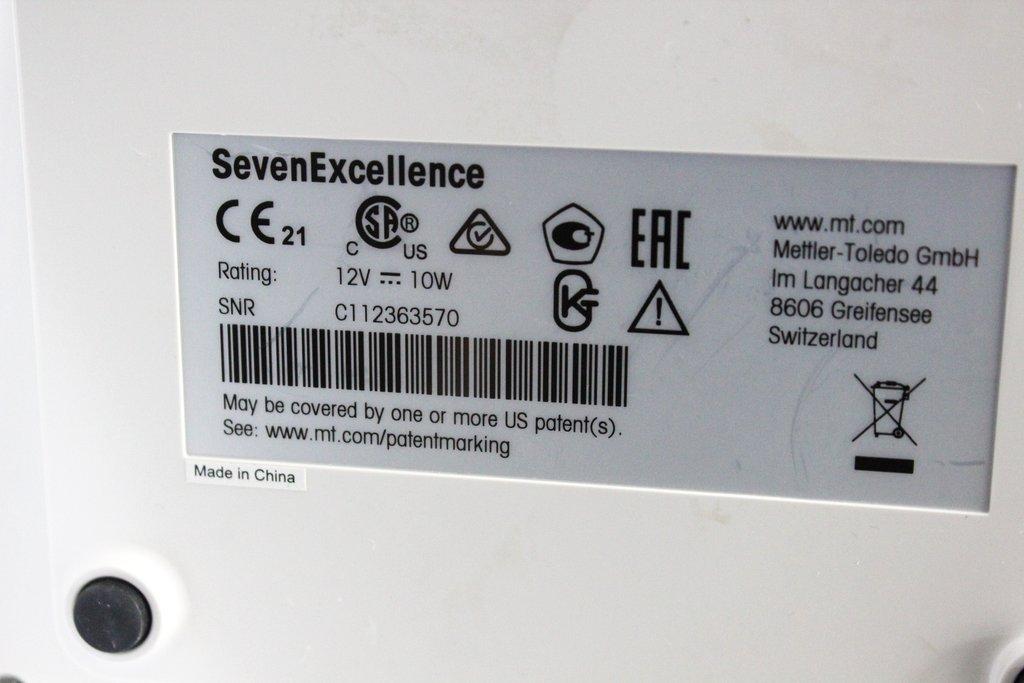 SevenExcellence
CE 21
C SA ® US
EAC
Rating: 12V 10W
SNR C112363570
K
May be covered by one or more US patent(s).
See: www.mt.com/patentmarking
www.mt.com
Mettler-Toledo GmbH
Im Langacher 44
8606 Greifensee
Switzerland
Made in China